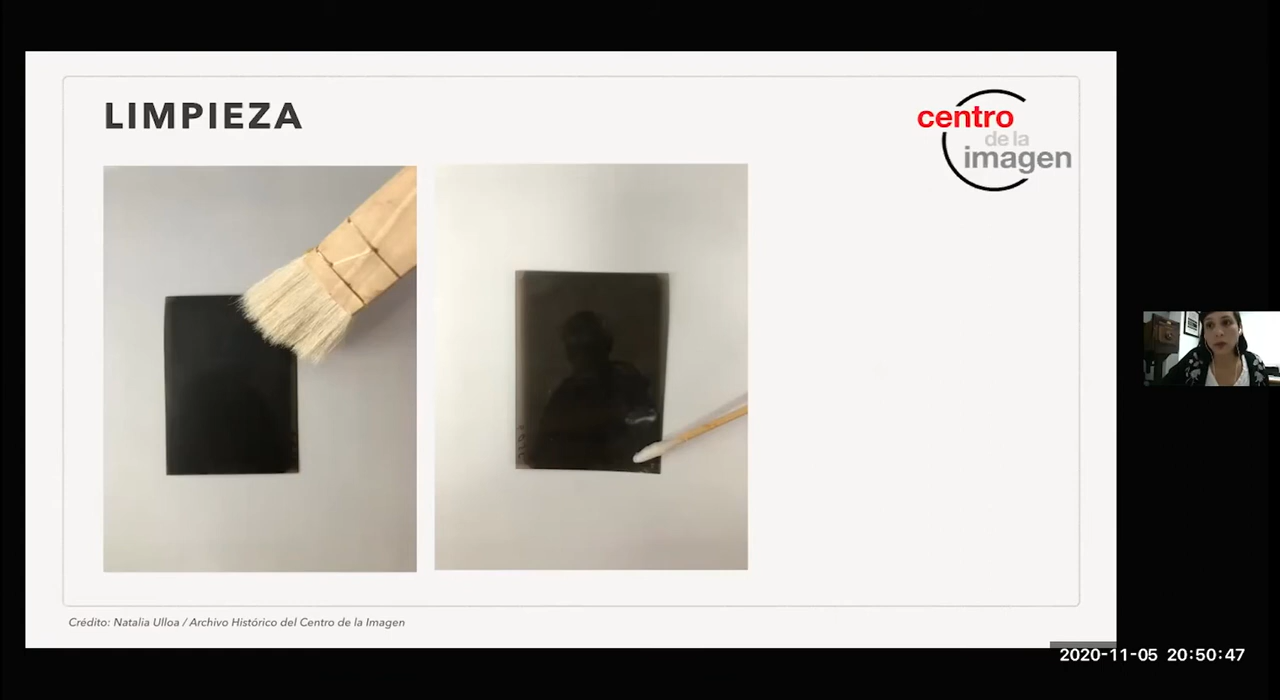 LIMPIEZA
centro
de la
imagen
Crédito: Natalia Ulloa / Archivo Histórico del Centro de la Imagen
2020-11-05 20:50:47